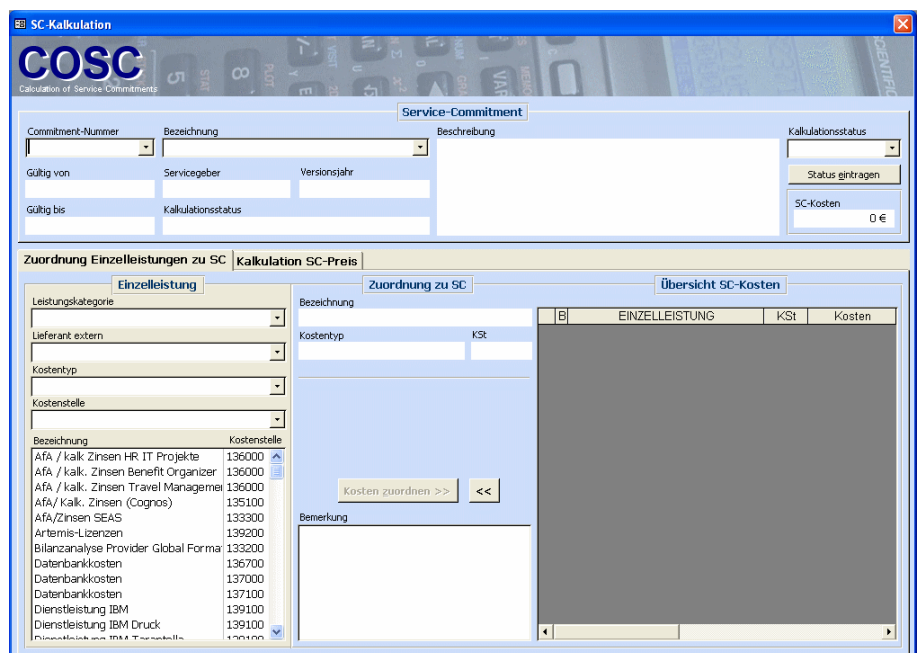 SC-Kalkulation
COSC
Calculation of Service Commitments
Service-Commitment
Commitment-Nummer Bezeichnung Beschreibung Kalkulationsstatus
Gültig von Servicegeber Versionsjahr Status eintragen
Gültig bis Kalkulationsstatus SC-Kosten
0 €
Zuordnung Einzelleistungen zu SC Kalkulation SC-Preis
Einzelleistung Zuordnung zu SC Übersicht SC-Kosten
Leistungskategorie Bezeichnung
B EINZELLEISTUNG KSt Kosten
Lieferant extern Kostentyp KSt
Kostentyp
Kostenstelle
Bezeichnung Kostenstelle
AfA / kalk Zinsen HR IT Projekte 136000
AfA / kalk. Zinsen Benefit Organizer 136000
AfA / kalk. Zinsen Travel Managemei 136000
AfA/ Kalk. Zinsen (Cognos) 135100
AfA/Zinsen SEAS 133300
Artemis-Lizenzen 139200
Bilanzanalyse Provider Global Forma 133200
Datenbankkosten 136700
Datenbankkosten 137000
Datenbankkosten 137100
Dienstleistung IBM 139100
Dienstleistung IBM Druck 139100
Dienstleistung IBM Tarantella 139100
Kosten zuordnen >> <<
Bemerkung